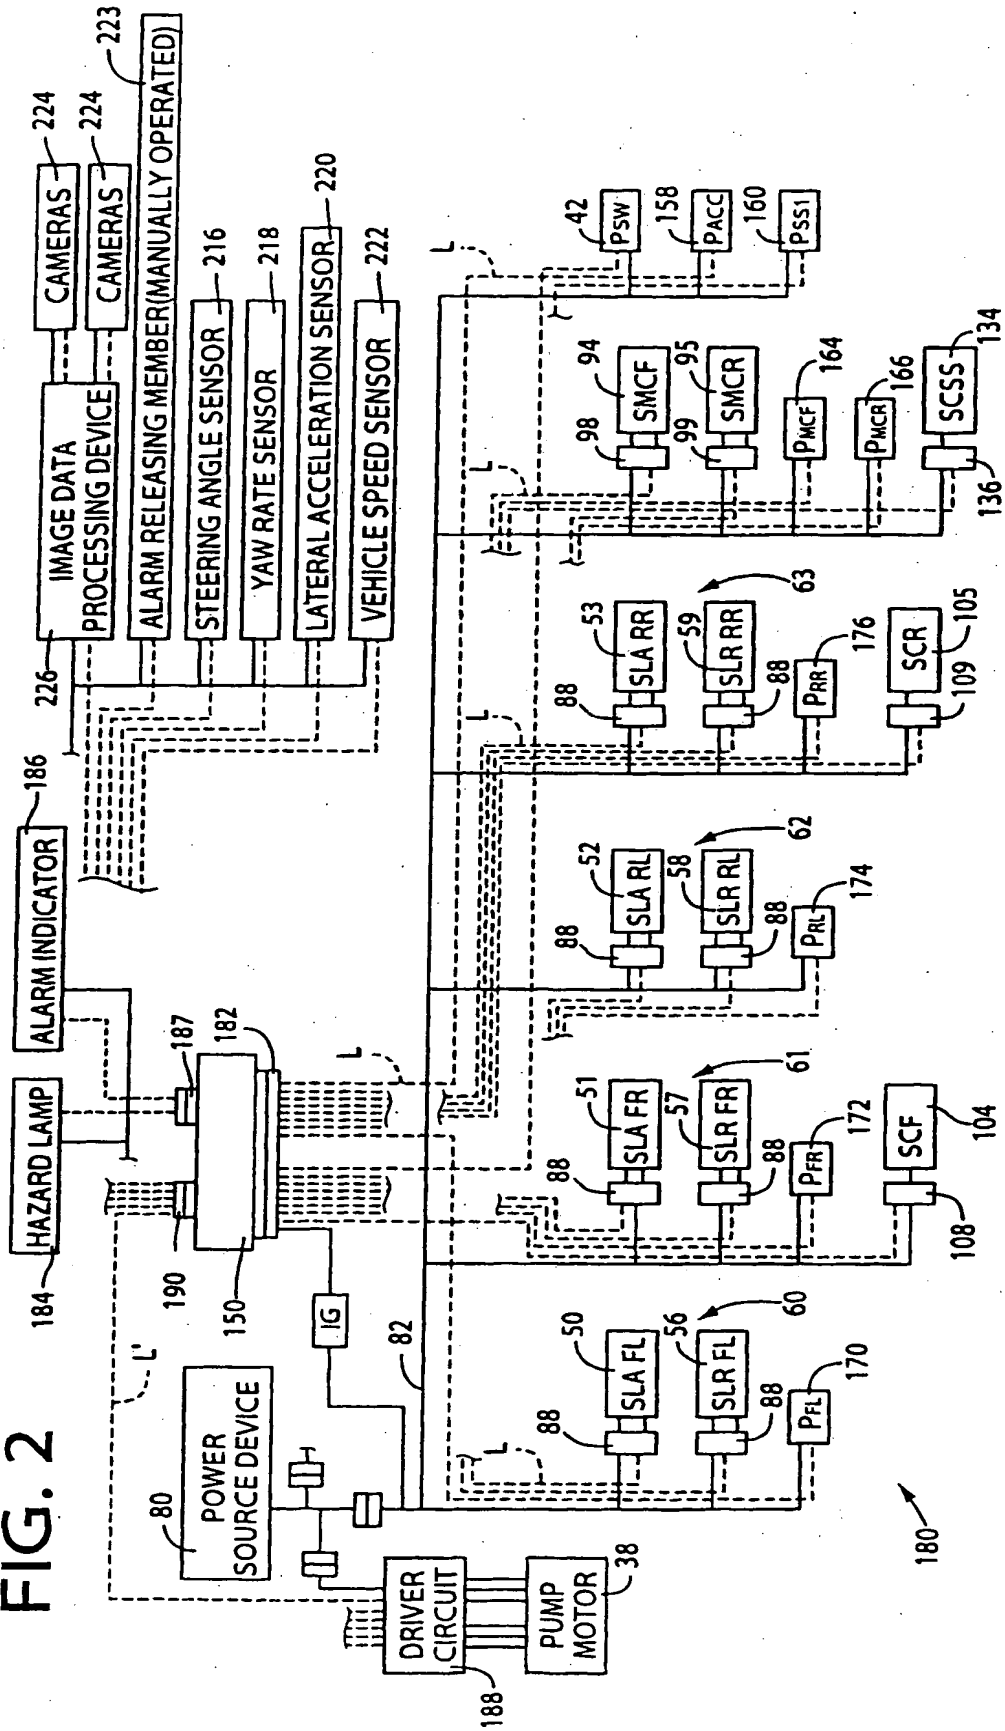 FIG. 2
184
HAZARD LAMP
ALARM INDICATOR
186
226
IMAGE DATA
PROCESSING DEVICE
CAMERAS
224
CAMERAS
224
ALARM RELEASING MEMBER(MANUALLY OPERATED)
223
STEERING ANGLE SENSOR
216
YAW RATE SENSOR
218
LATERAL ACCELERATION SENSOR
220
VEHICLE SPEED SENSOR
222
L'
190
187
150
182
80
POWER
SOURCE DEVICE
IG
82
L
L
L
L
L
DRIVER
CIRCUIT
188
PUMP
MOTOR
38
88
SLA FL
50
88
SLR FL
56
60
PFL
170
88
SLA FR
51
88
SLR FR
57
61
PFR
172
108
SCF
104
88
SLA RL
52
88
SLR RL
58
62
PRL
174
88
SLA RR
53
88
SLR RR
59
63
PRR
176
109
SCR
105
98
SMCF
94
99
SMCR
95
PMCF
164
PMCR
166
136
SCSS
134
PSW
42
PACC
158
PSS1
160
180